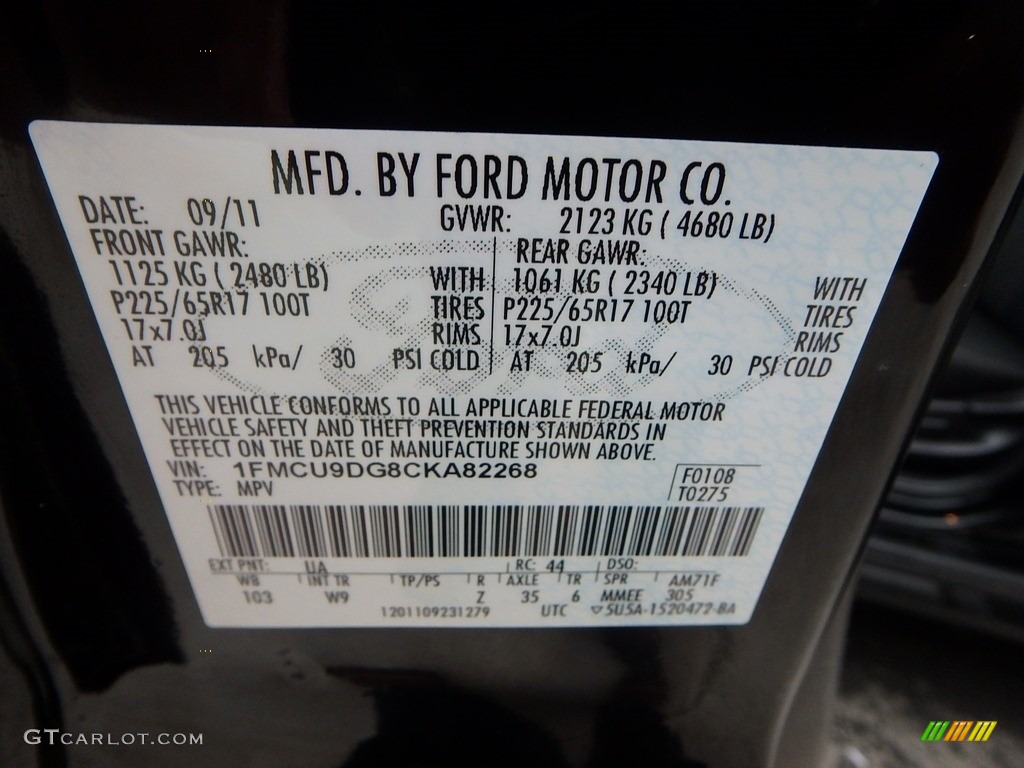 MFD. BY FORD MOTOR CO.
DATE: 09/11 GVWR: 2123 KG ( 4680 LB)
FRONT GAWR: REAR GAWR:
1125 KG ( 2480 LB) WITH 1061 KG ( 2340 LB) WITH
P225/65R17 100T TIRES P225/65R17 100T TIRES
17x7.0J RIMS 17x7.0J RIMS
AT 205 kPa/ 30 PSI COLD AT 205 kPa/ 30 PSI COLD
THIS VEHICLE CONFORMS TO ALL APPLICABLE FEDERAL MOTOR
VEHICLE SAFETY AND THEFT PREVENTION STANDARDS IN
EFFECT ON THE DATE OF MANUFACTURE SHOWN ABOVE.
VIN: 1FMCU9DG8CKA82268 F0108
TYPE: MPV T0275
EXT PNT: UA RC: 44 DSO:
WB INT TR TP/PS R AXLE TR SPR AM71F
103 W9 Z 35 6 MMEE 305
1201109231279 UTC ▽5U5A-1520472-BA
GTCARLOT.COM